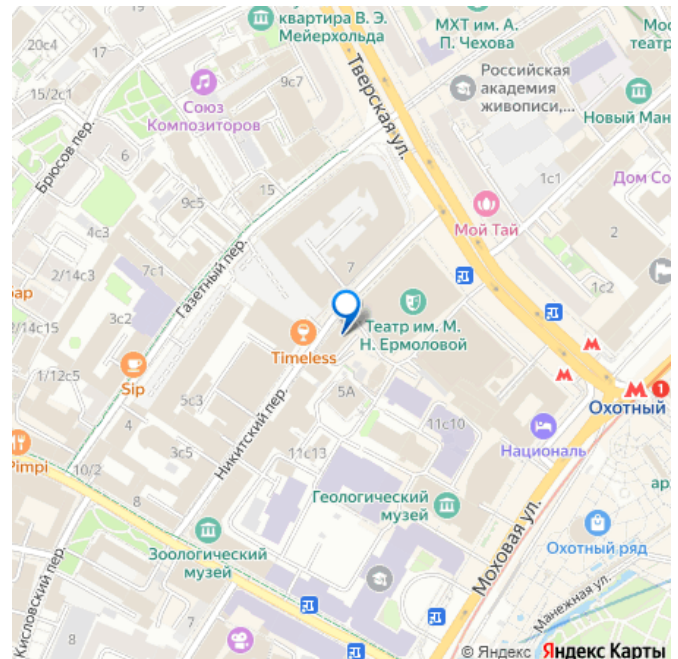 квартира В. Э.
Мейерхольда
МХТ им. А.
П. Чехова
Мос
театр
20с4
9с7
Российская
академия
живописи,...
15/2с1
Союз
Композиторов
Тверская ул.
Новый Ман
Брюсов пер.
6
15
1с1
Дом Со
9с5
Мой Тай
4с3
2
7
2/14с3
7с1
Газетный пер.
1с2
бар
3с2
Театр им. М.
Н. Ермоловой
2/14с15
Timeless
1/12с5
Sip
5с3
5А
1
Охотный
4
Никитский пер.
11с10
Националь
Pimpi
10/2
3с5
11с13
8
Геологический
музей
ар
Зоологический
музей
Моховая ул.
Охотный ряд
Кисловский пер.
7
Манежная ул.
8
© Яндекс Яндекс Карты